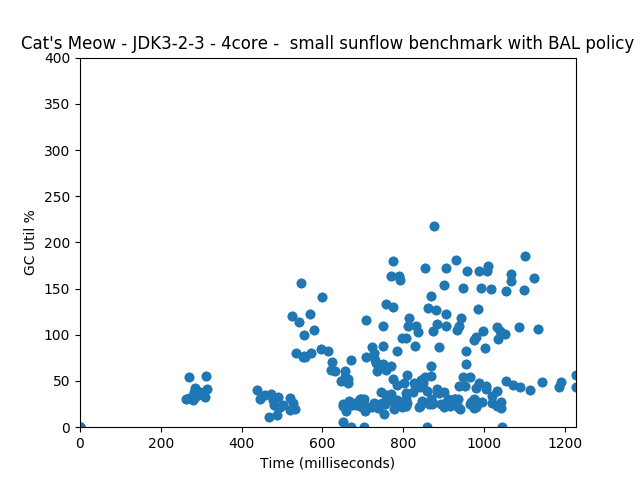 Cat's Meow - JDK3-2-3 - 4core -  small sunflow benchmark with BAL policy
400
350
300
250
200
150
100
50
0
GC Util %
0 200 400 600 800 1000 1200
Time (milliseconds)